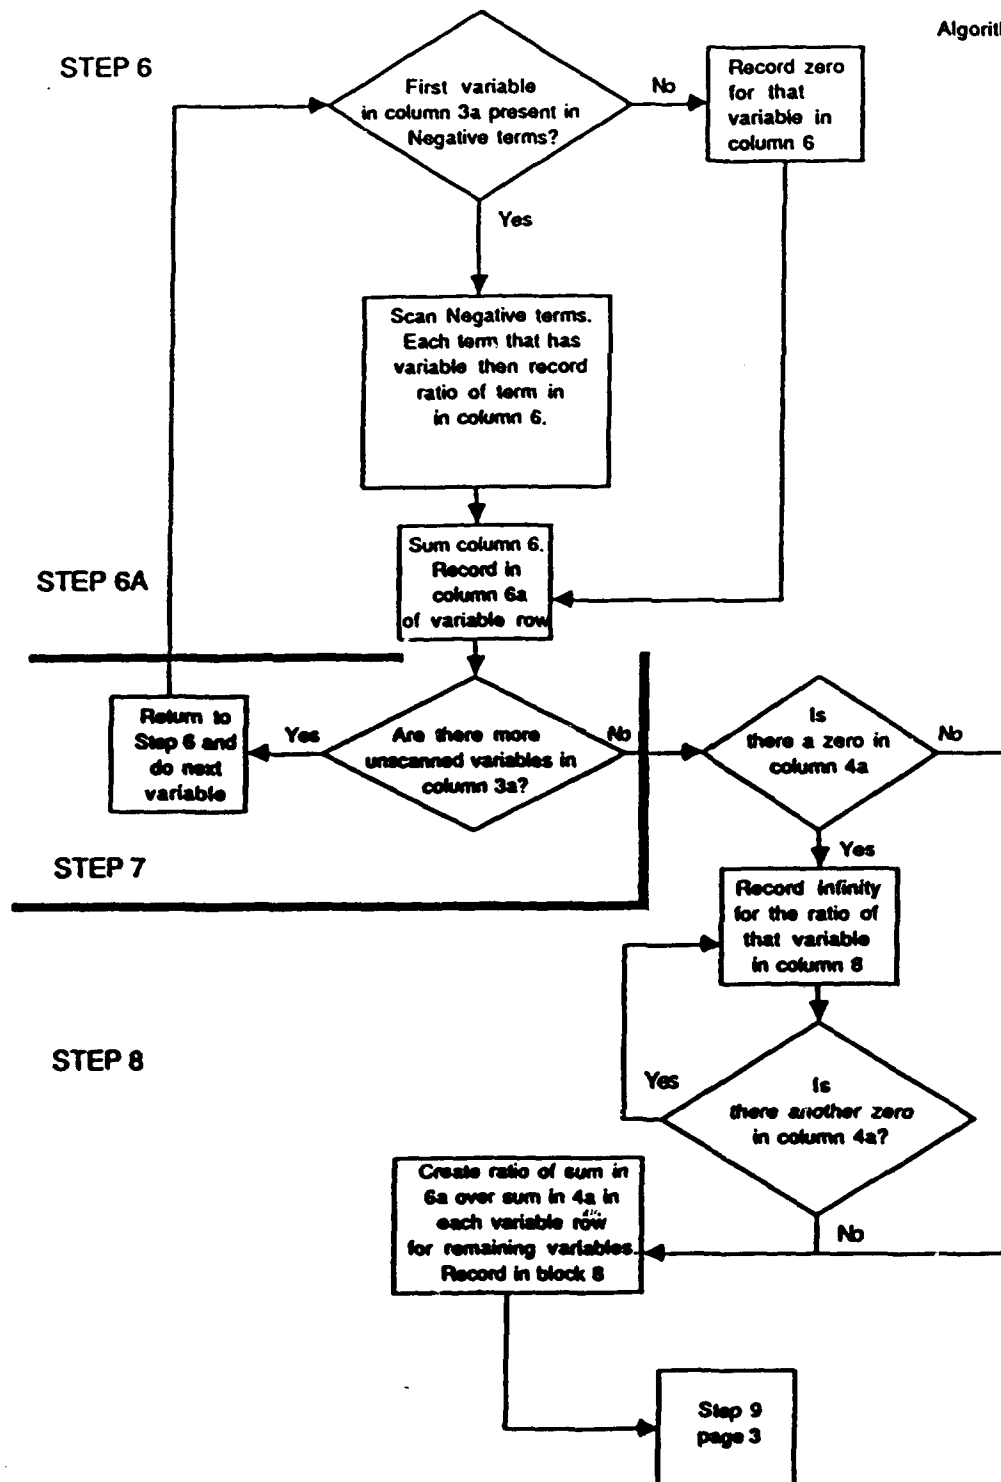 Algorith
STEP 6
First variable
in column 3a present in
Negative terms?
No
Record zero
for that
variable in
column 6
Yes
Scan Negative terms.
Each term that has
variable then record
ratio of term in
in column 6.
Sum column 6.
Record in
column 6a
of variable row
STEP 6A
Return to
Step 6 and
do next
variable
Yes
Are there more
unscanned variables in
column 3a?
No
Is
there a zero in
column 4a
No
STEP 7
Yes
Record infinity
for the ratio of
that variable
in column 8
STEP 8
Yes
Is
there another zero
in column 4a?
No
Create ratio of sum in
6a over sum in 4a in
each variable row
for remaining variables
Record in block 8
Step 9
page 3